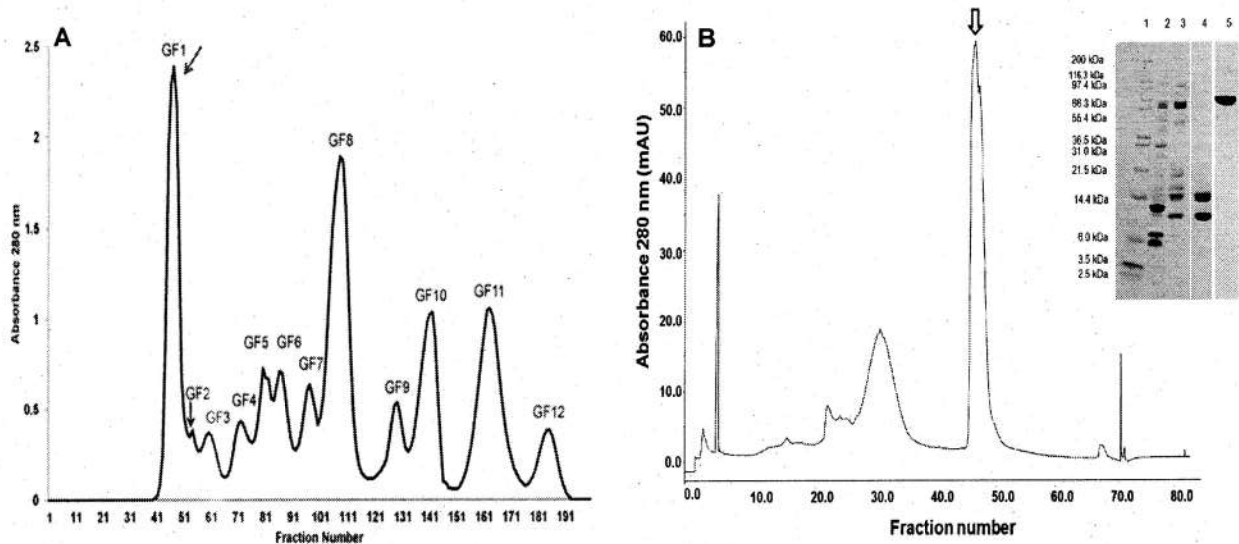 A
Absorbance 280 nm
2.5
2
1.5
1
0.5
0
GF1
GF2
GF3
GF4
GF5
GF6
GF7
GF8
GF9
GF10
GF11
GF12
1 11 21 31 41 51 61 71 81 91 101 111 121 131 141 151 161 171 181 191
Fraction Number
B
Absorbance 280 nm (mAU)
60.0
50.0
40.0
30.0
20.0
10.0
0.0
0.0 10.0 20.0 30.0 40.0 50.0 60.0 70.0 80.0
Fraction number
1 2 3 4 5
200 kDa
116.3 kDa
97.4 kDa
66.3 kDa
55.4 kDa
36.5 kDa
31.0 kDa
21.5 kDa
14.4 kDa
6.0 kDa
3.5 kDa
2.5 kDa